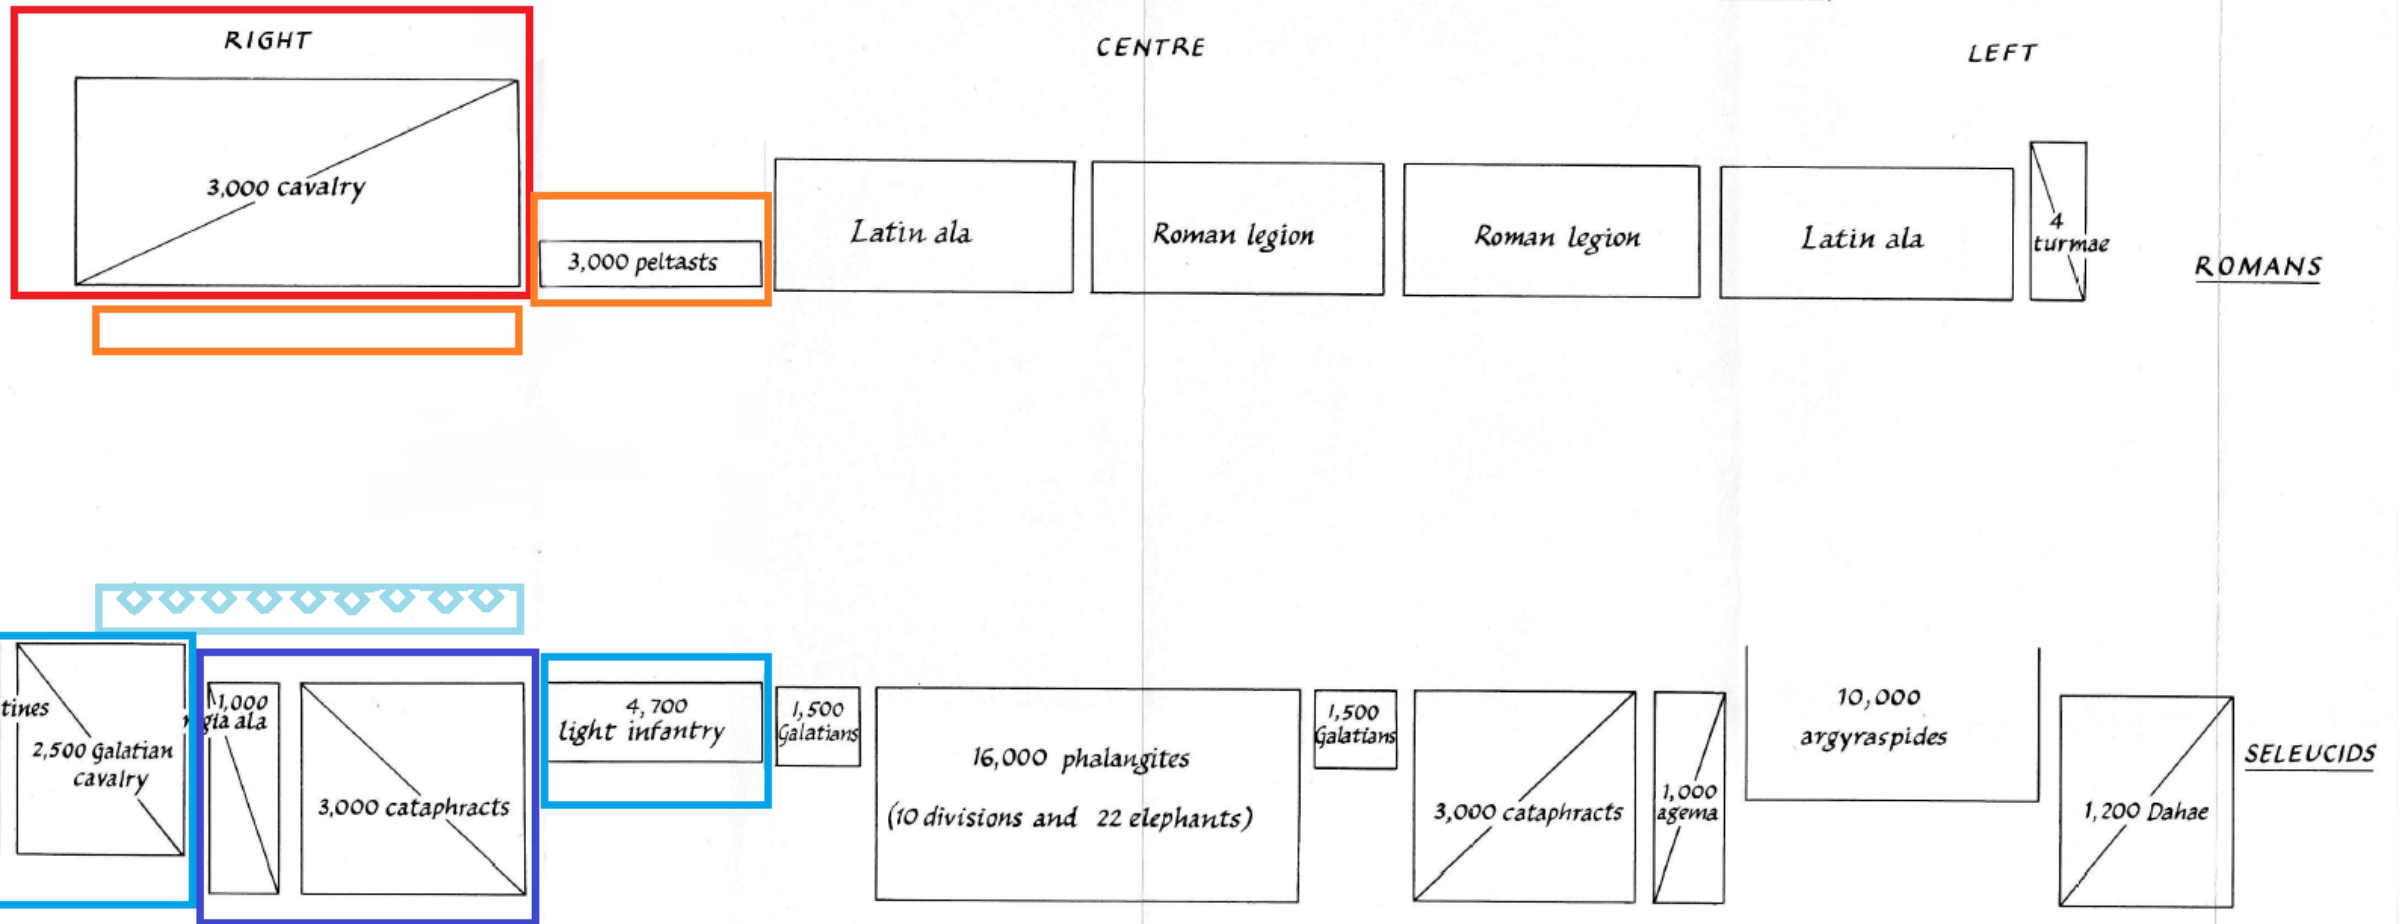 RIGHT
CENTRE
LEFT
3,000 cavalry
3,000 peltasts
Latin ala
Roman legion
Roman legion
Latin ala
4
turmae
ROMANS
tines
2,500 Galatian
cavalry
1,000
regia ala
3,000 cataphracts
4,700
light infantry
1,500
Galatians
16,000 phalangites
(10 divisions and 22 elephants)
1,500
Galatians
3,000 cataphracts
1,000
agema
10,000
argyraspides
1,200 Dahae
SELEUCIDS